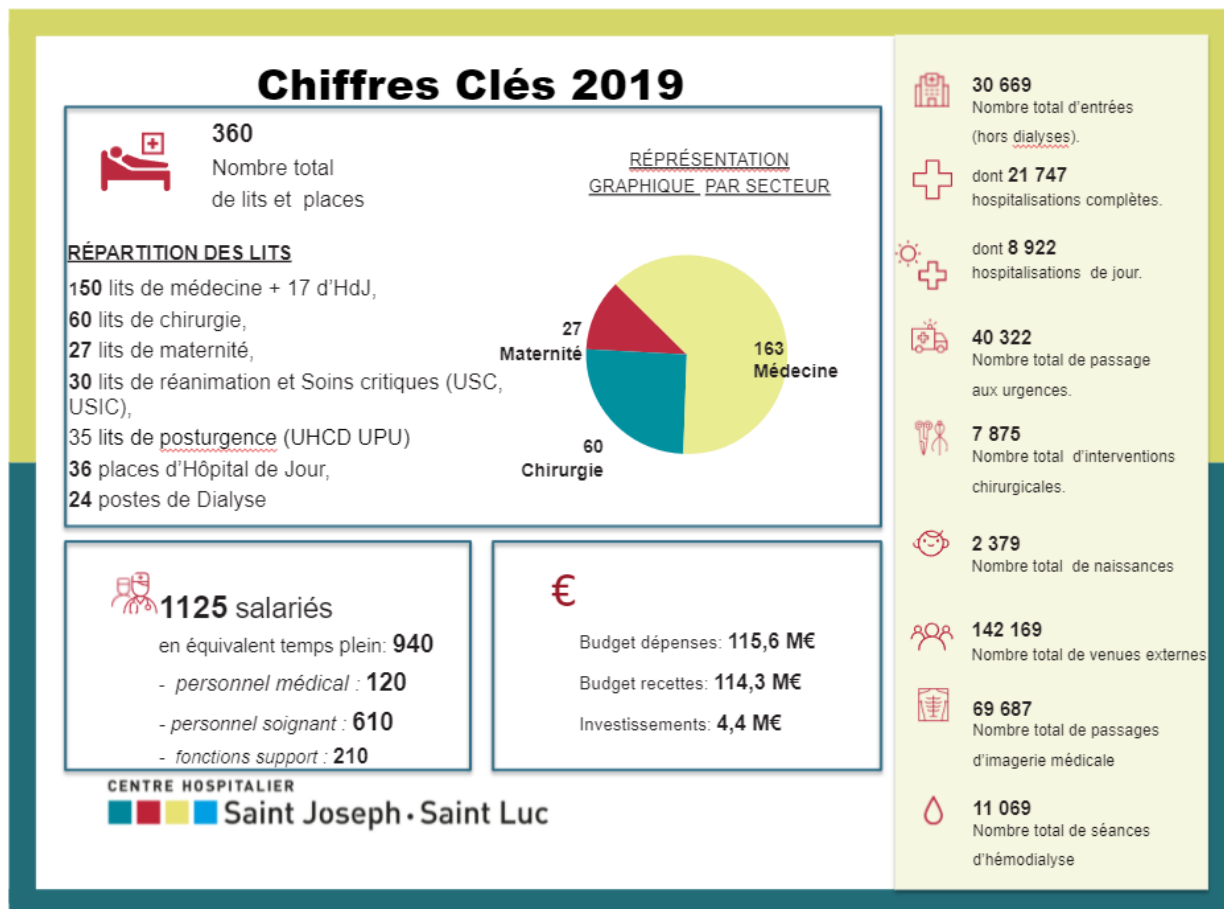 Chiffres Clés 2019
360
Nombre total
de lits et places
RÉPRÉSENTATION
GRAPHIQUE PAR SECTEUR
RÉPARTITION DES LITS
150 lits de médecine + 17 d'HdJ,
60 lits de chirurgie,
27 lits de maternité,
30 lits de réanimation et Soins critiques (USC,
USIC),
35 lits de posturgence (UHCD UPU)
36 places d'Hôpital de Jour,
24 postes de Dialyse
27
Maternité
163
Médecine
60
Chirurgie
1125 salariés
en équivalent temps plein: 940
- personnel médical : 120
- personnel soignant : 610
- fonctions support : 210
€
Budget dépenses: 115,6 M€
Budget recettes: 114,3 M€
Investissements: 4,4 M€
CENTRE HOSPITALIER
Saint Joseph · Saint Luc
30 669
Nombre total d'entrées
(hors dialyses).
dont 21 747
hospitalisations complètes.
dont 8 922
hospitalisations de jour.
40 322
Nombre total de passage
aux urgences.
7 875
Nombre total d'interventions
chirurgicales.
2 379
Nombre total de naissances
142 169
Nombre total de venues externes
69 687
Nombre total de passages
d'imagerie médicale
11 069
Nombre total de séances
d'hémodialyse